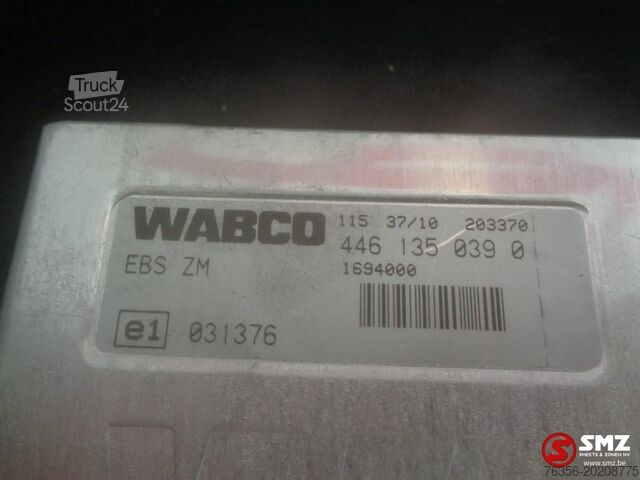 Truck
Scout24
WABCO
115 37/10 203370
446 135 039 0
EBS ZM
1694000
e1 031376
SMZ
SMEETS & ZONEN NV
www.smz.be
76356-20208775